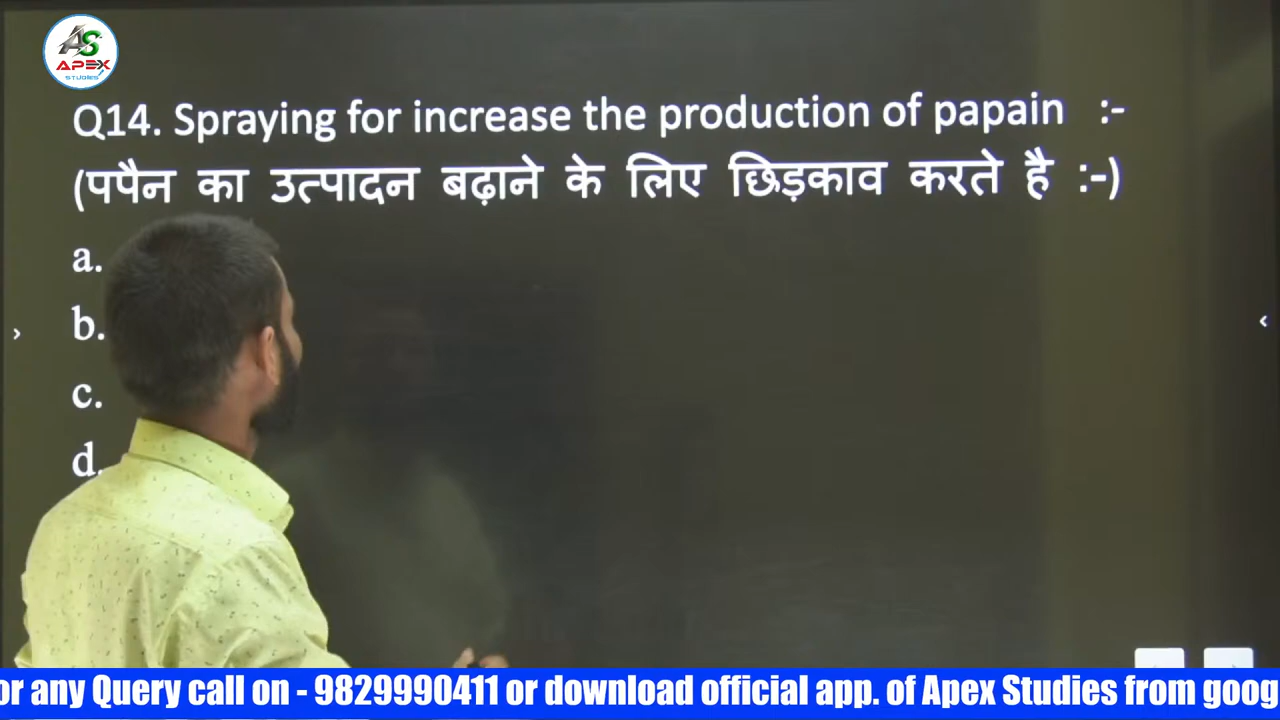 AS
APEX
STUDIES
Q14. Spraying for increase the production of papain :-
(पपैन का उत्पादन बढ़ाने के लिए छिड़काव करते है :-)
a.
b.
c.
d.
or any Query call on - 9829990411 or download official app. of Apex Studies from goog